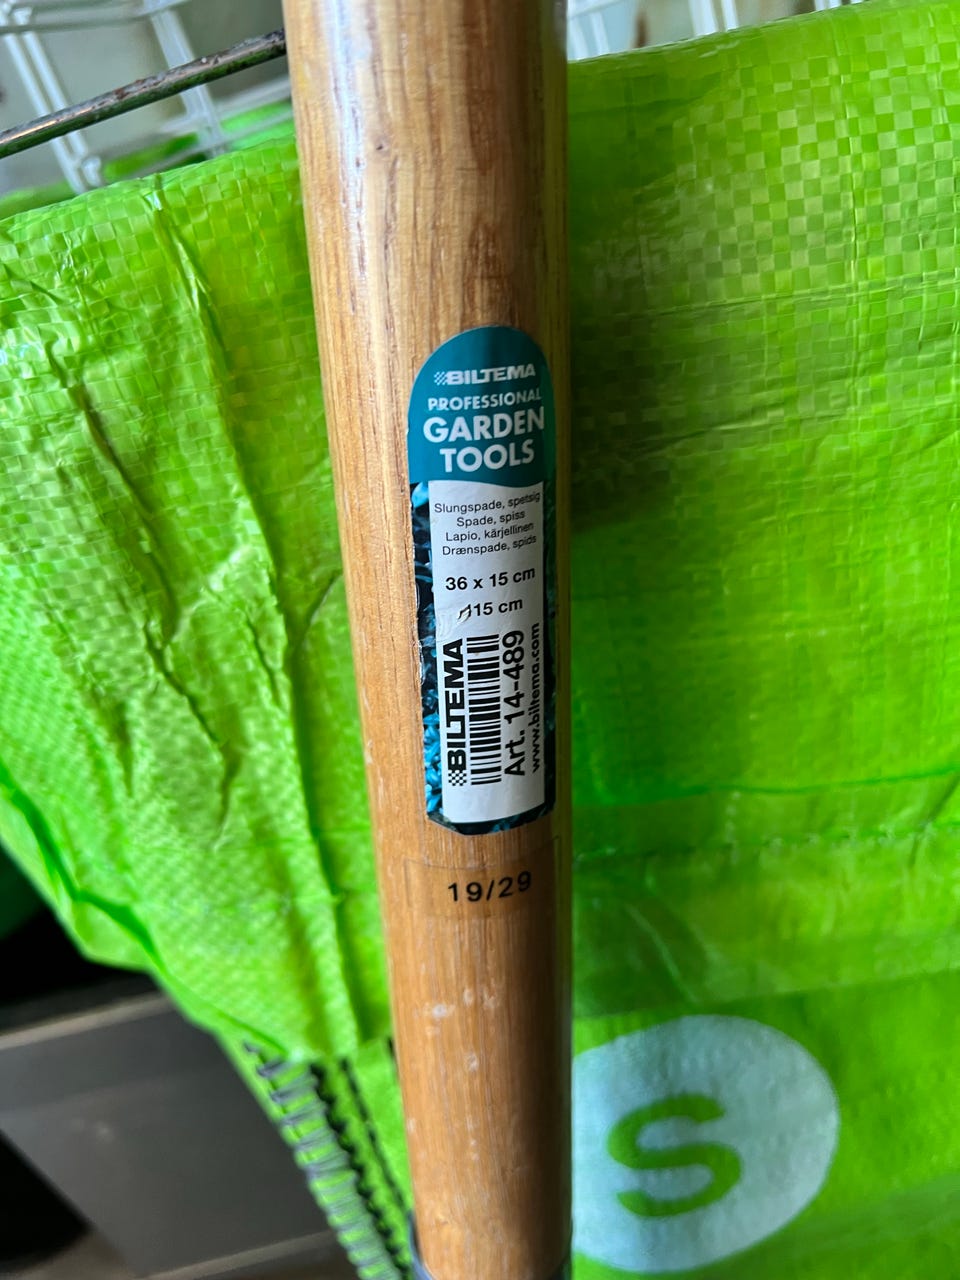 BILTEMA
PROFESSIONAL
GARDEN
TOOLS
Slungspade, spetsig
Spade, spiss
Lapio, kärjellinen
Drænspade, spids
36 x 15 cm
115 cm
BILTEMA
Art. 14-489
www.biltema.com
19/29
S